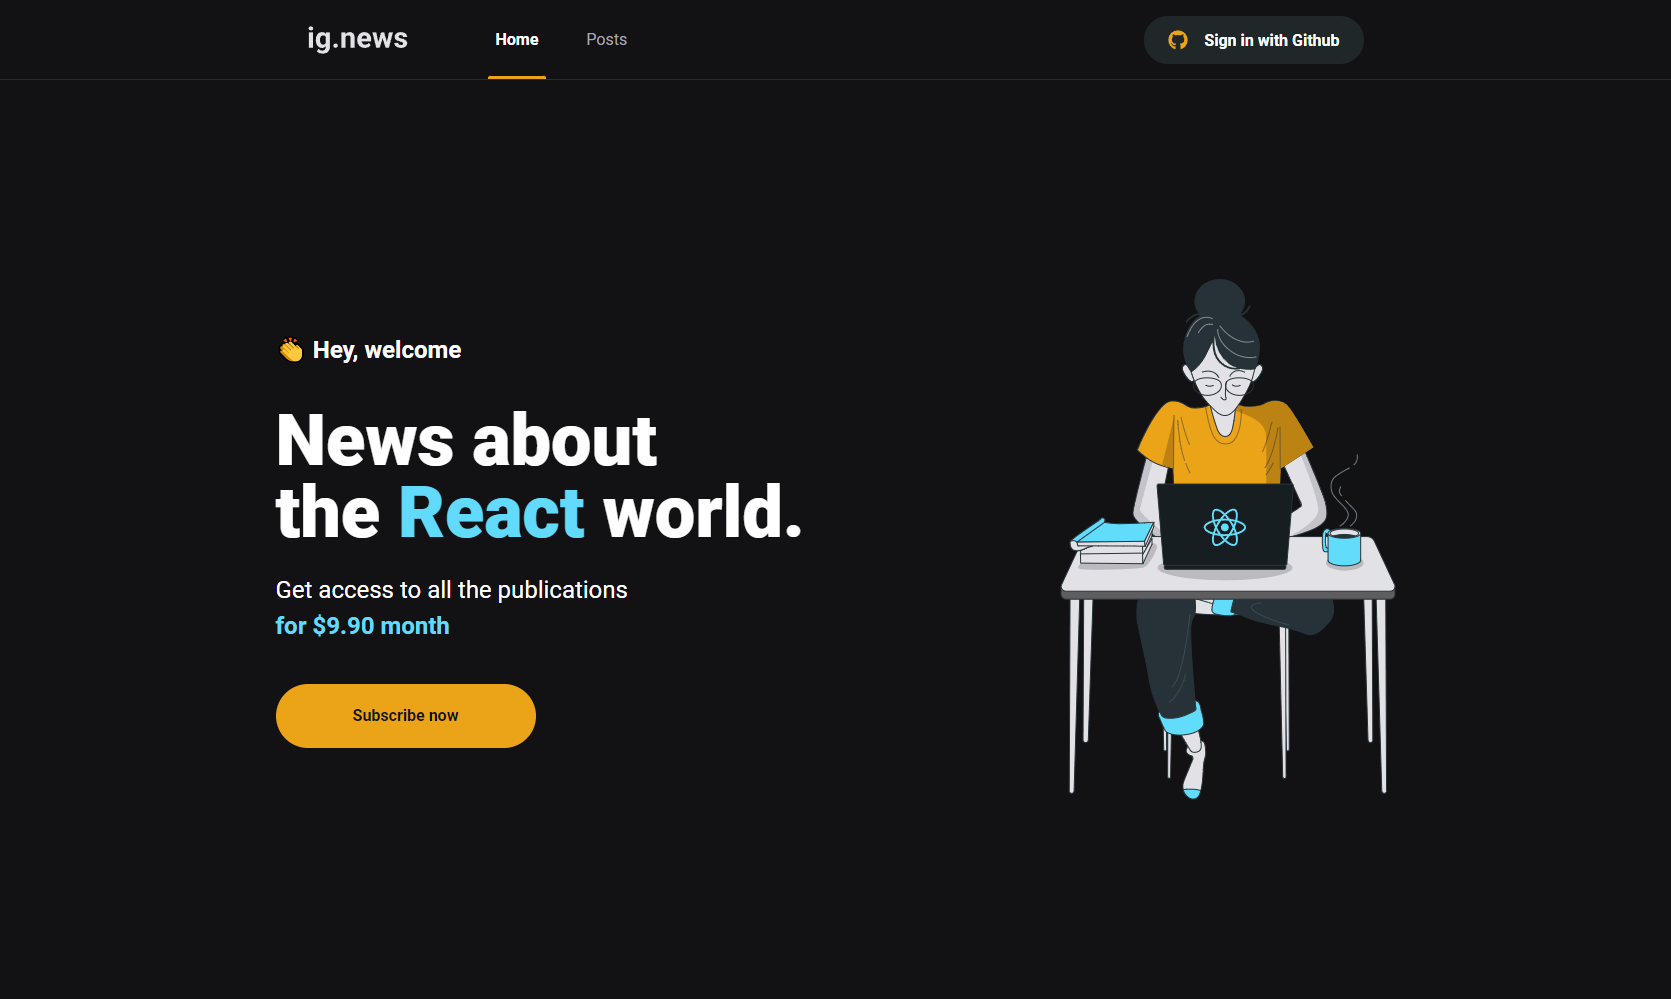 ig.news
Home
Posts
Sign in with Github
👏 Hey, welcome
News about
the React world.
Get access to all the publications
for $9.90 month
Subscribe now